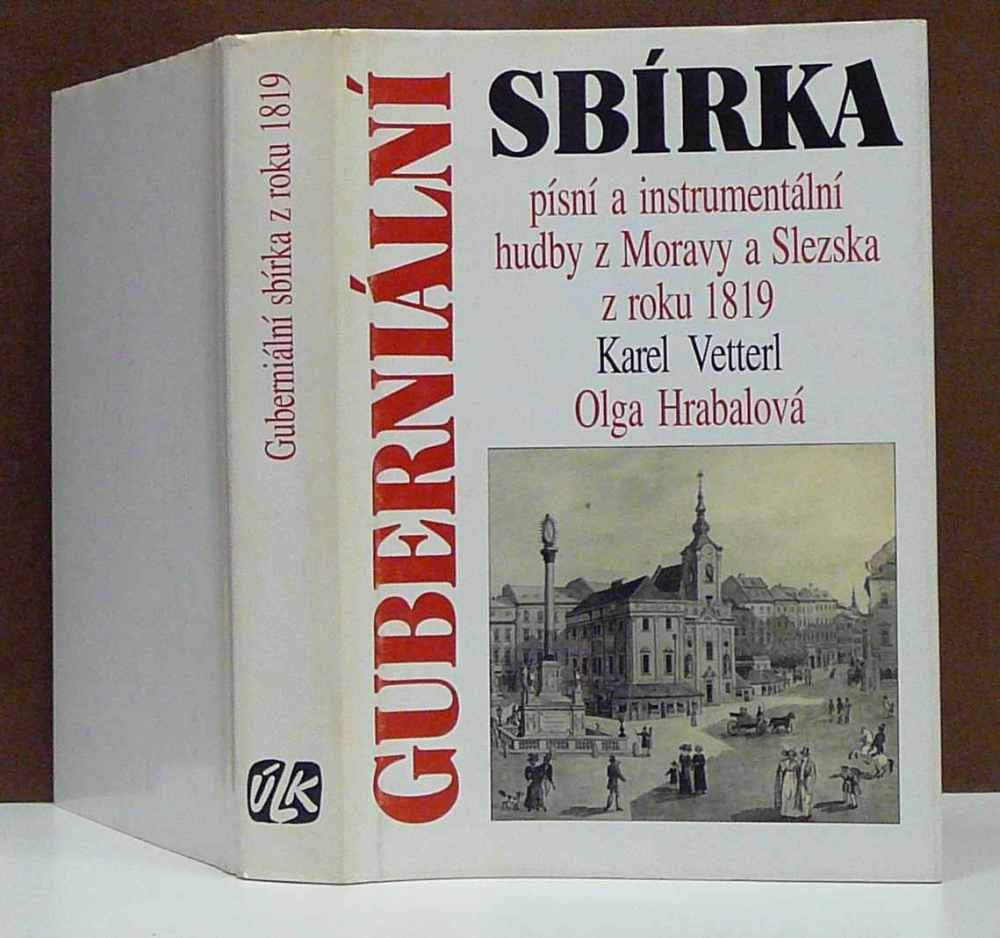 Guberniální sbírka z roku 1819
ÚLK
GUBERNIÁLNÍ
SBÍRKA
písní a instrumentální
hudby z Moravy a Slezska
z roku 1819
Karel Vetterl
Olga Hrabalová